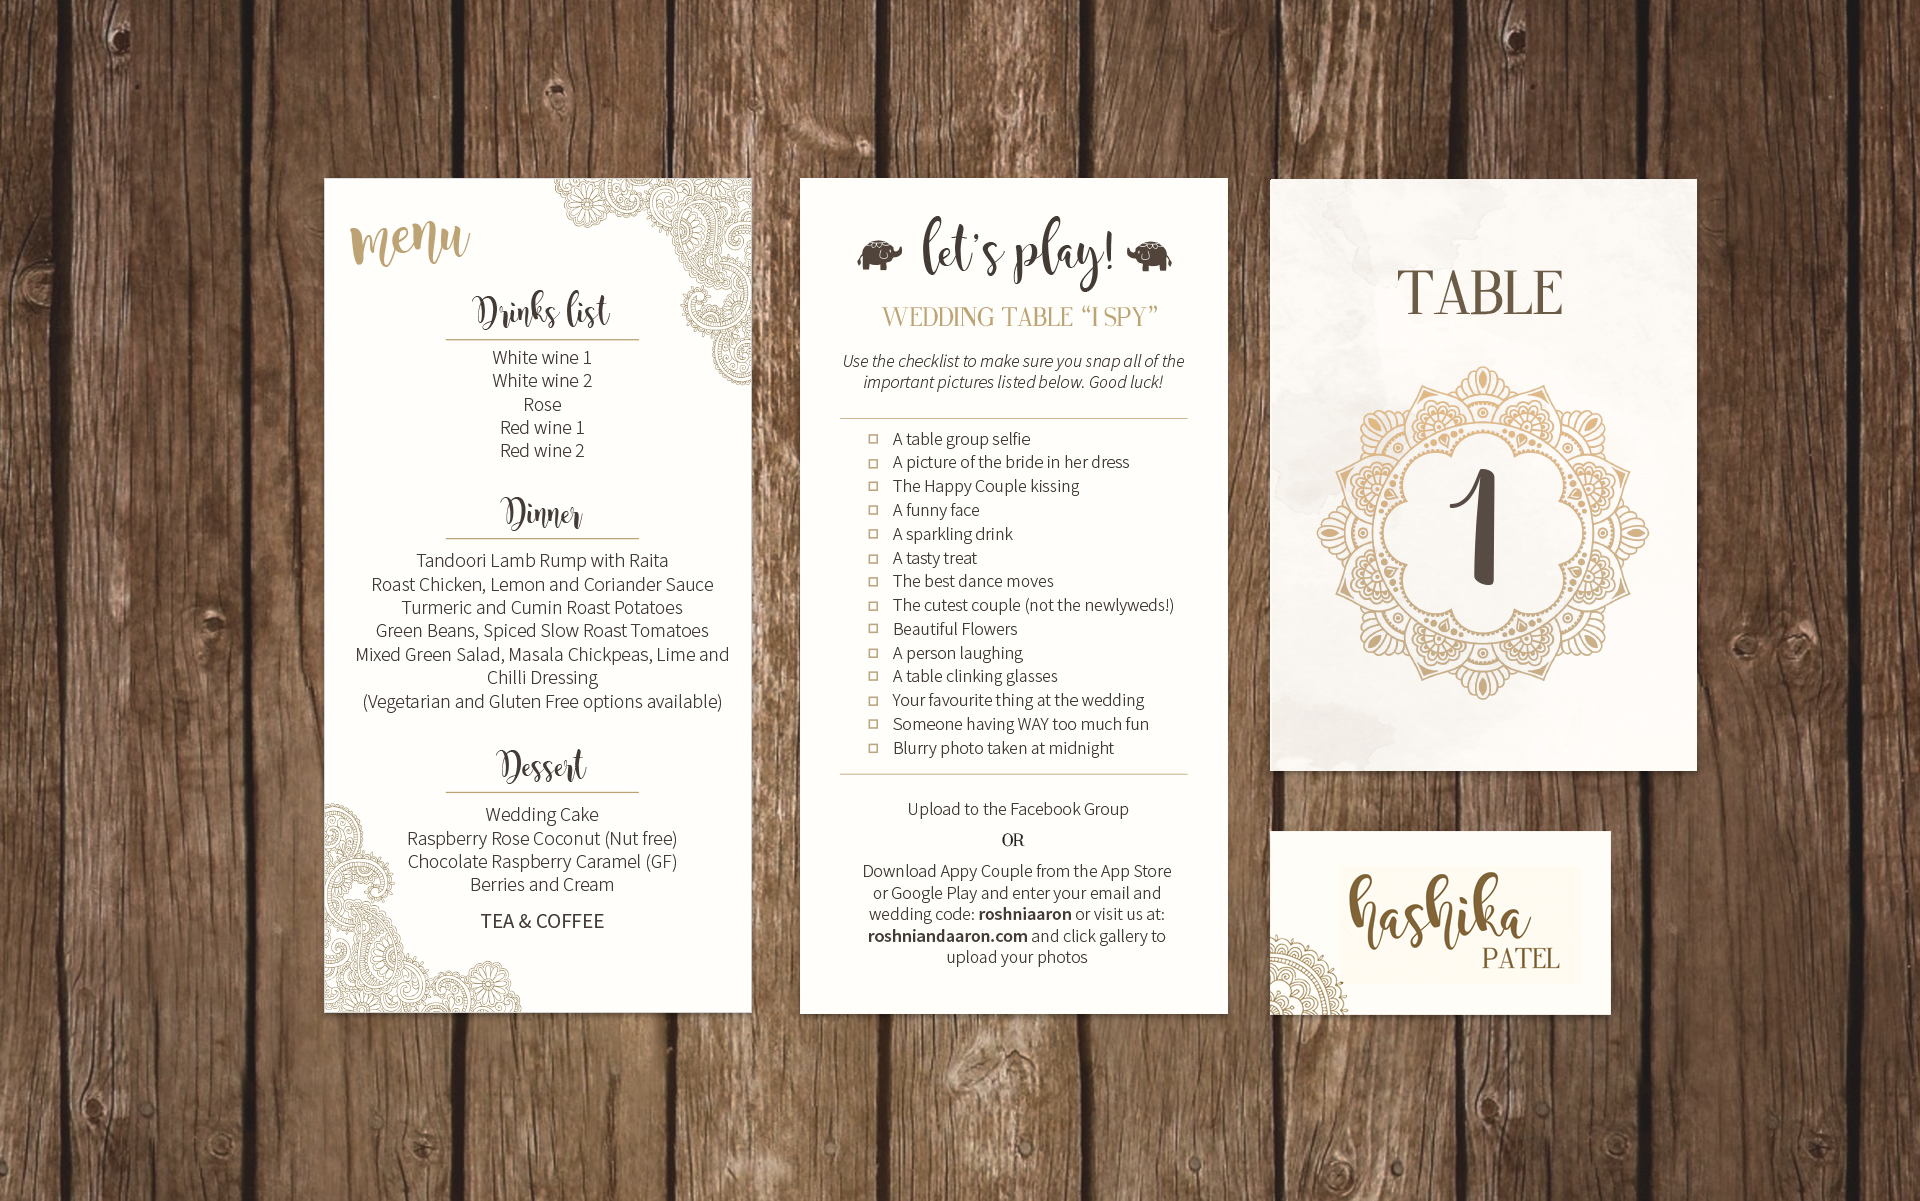 menu
Drinks list
White wine 1
White wine 2
Rose
Red wine 1
Red wine 2
Dinner
Tandoori Lamb Rump with Raita
Roast Chicken, Lemon and Coriander Sauce
Turmeric and Cumin Roast Potatoes
Green Beans, Spiced Slow Roast Tomatoes
Mixed Green Salad, Masala Chickpeas, Lime and
Chilli Dressing
(Vegetarian and Gluten Free options available)
Dessert
Wedding Cake
Raspberry Rose Coconut (Nut free)
Chocolate Raspberry Caramel (GF)
Berries and Cream
TEA & COFFEE
let's play!
WEDDING TABLE “I SPY”
Use the checklist to make sure you snap all of the
important pictures listed below. Good luck!
A table group selfie
A picture of the bride in her dress
The Happy Couple kissing
A funny face
A sparkling drink
A tasty treat
The best dance moves
The cutest couple (not the newlyweds!)
Beautiful Flowers
A person laughing
A table clinking glasses
Your favourite thing at the wedding
Someone having WAY too much fun
Blurry photo taken at midnight
Upload to the Facebook Group
OR
Download Appy Couple from the App Store
or Google Play and enter your email and
wedding code: roshniaaron or visit us at:
roshniandaaron.com and click gallery to
upload your photos
TABLE
1
hashika
PATEL